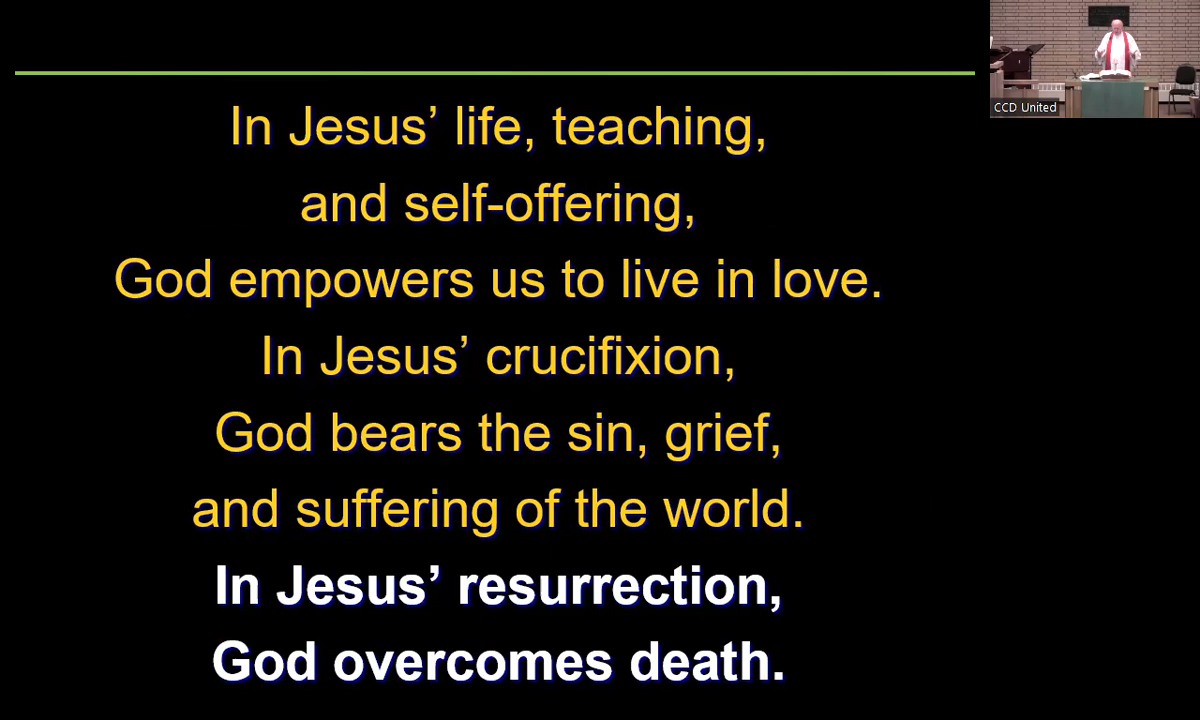 In Jesus’ life, teaching,
and self-offering,
God empowers us to live in love.
In Jesus’ crucifixion,
God bears the sin, grief,
and suffering of the world.
In Jesus’ resurrection,
God overcomes death.
CCD United